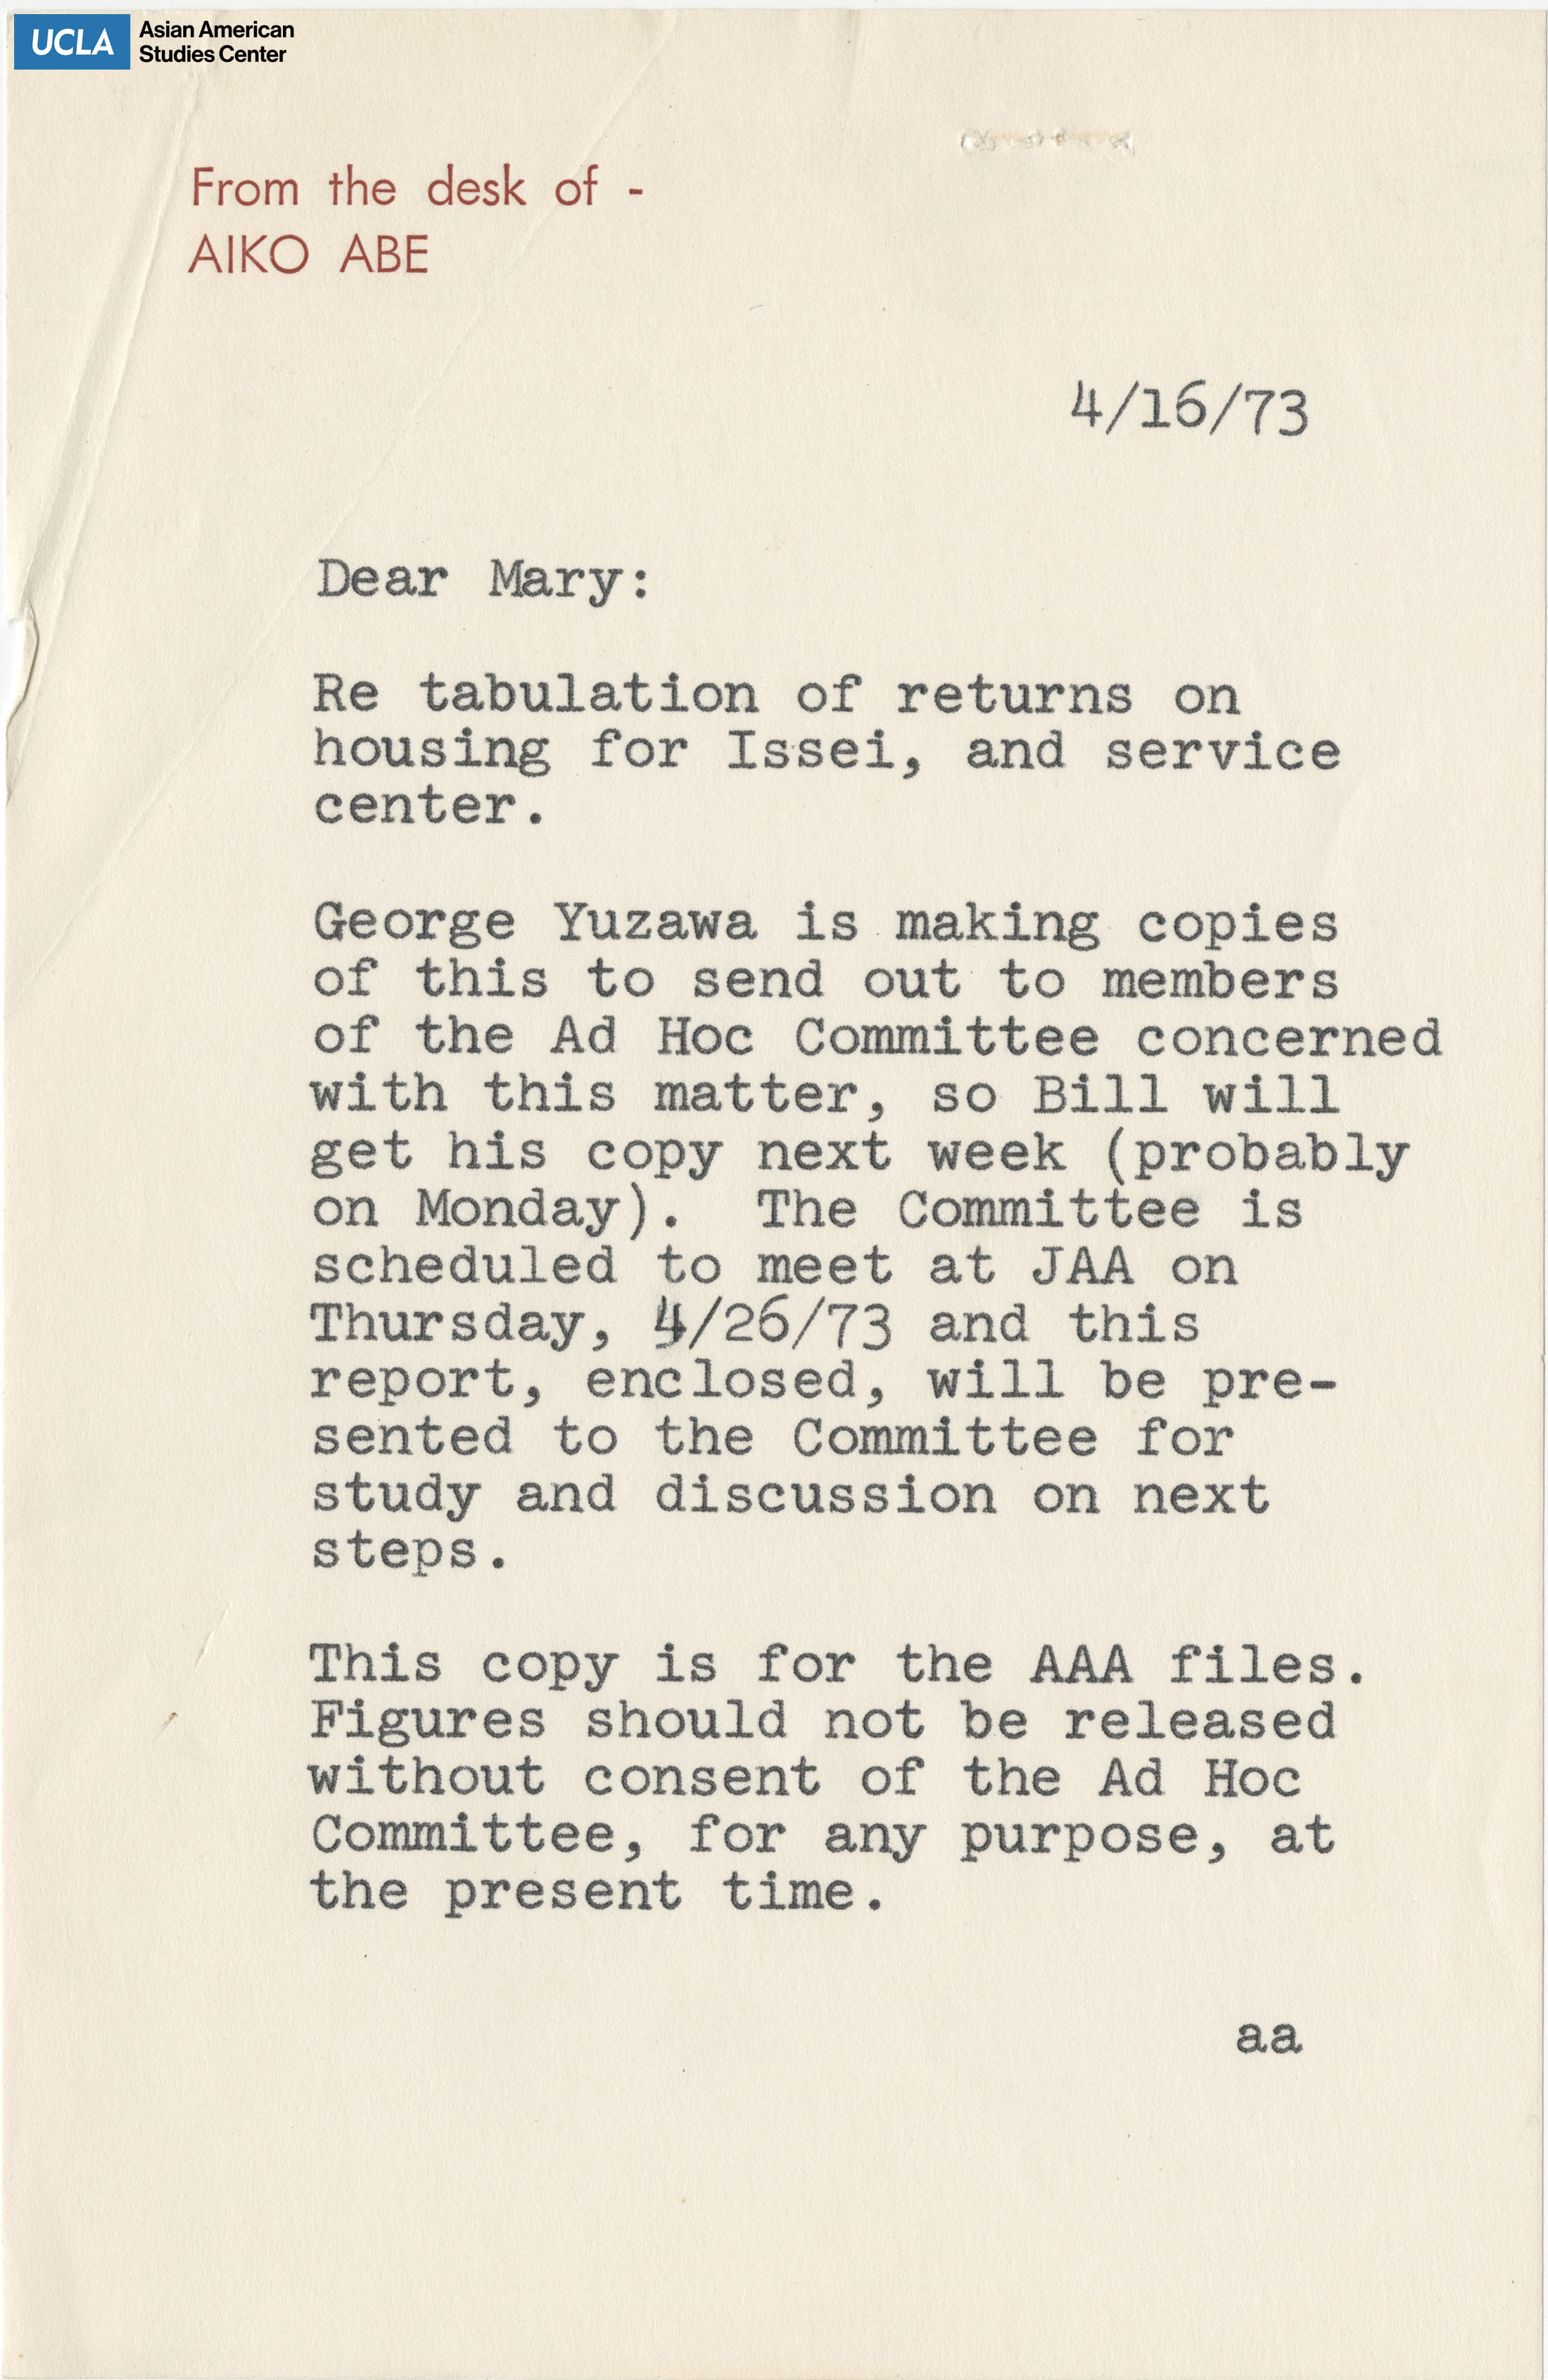 UCLA Asian American
Studies Center
From the desk of -
AIKO ABE
4/16/73
Dear Mary:
Re tabulation of returns on
housing for Issei, and service
center.
George Yuzawa is making copies
of this to send out to members
of the Ad Hoc Committee concerned
with this matter, so Bill will
get his copy next week (probably
on Monday).  The Committee is
scheduled to meet at JAA on
Thursday, 4/26/73 and this
report, enclosed, will be pre-
sented to the Committee for
study and discussion on next
steps.
This copy is for the AAA files.
Figures should not be released
without consent of the Ad Hoc
Committee, for any purpose, at
the present time.
aa